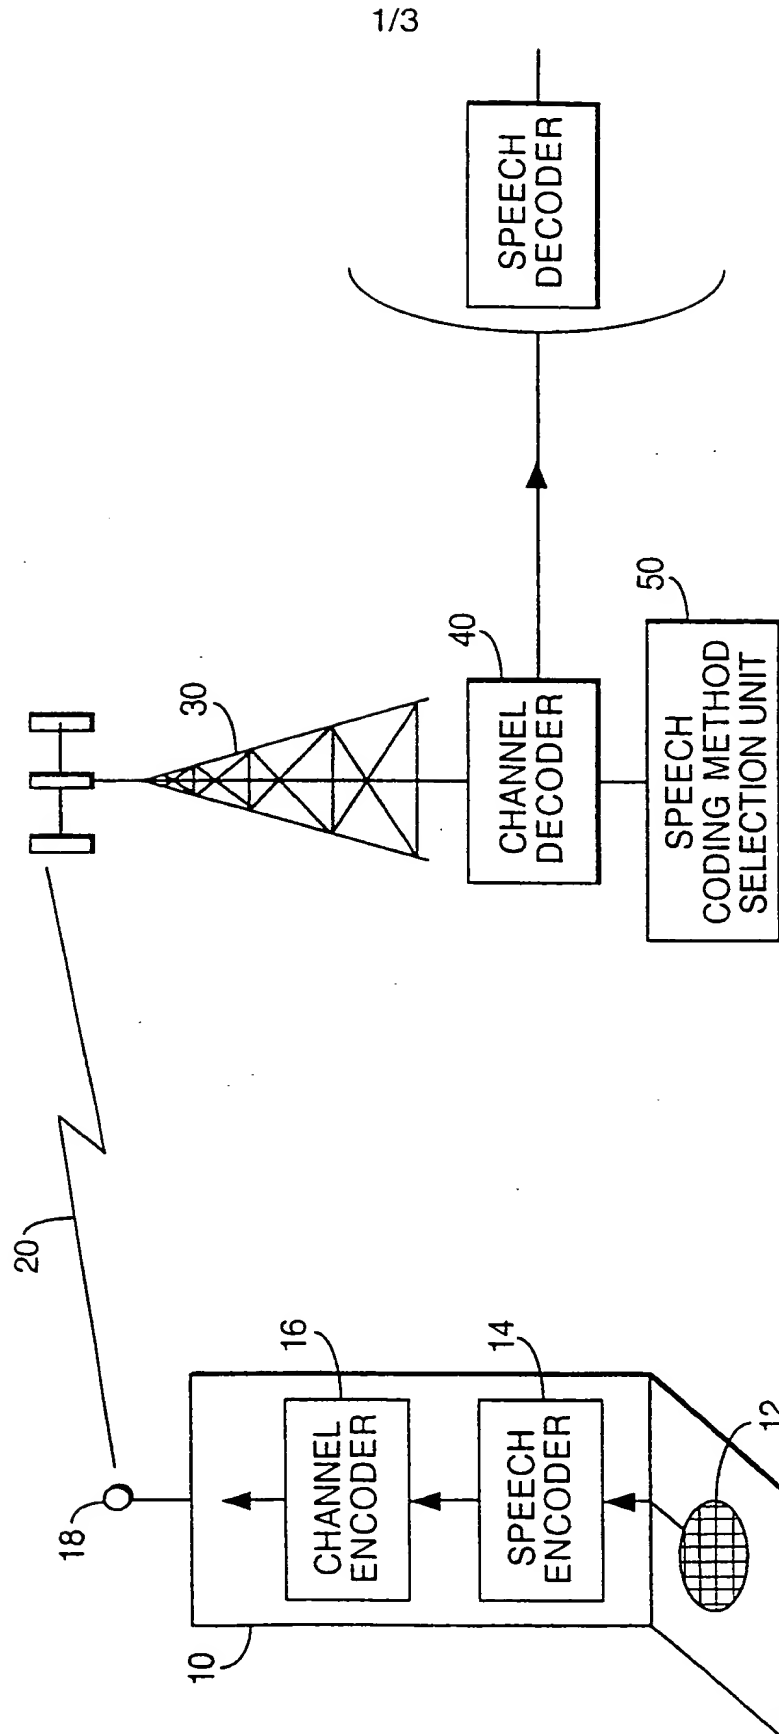 1/3
18
20
10
CHANNEL
ENCODER
16
SPEECH
ENCODER
14
12
30
CHANNEL
DECODER
40
SPEECH
CODING METHOD
SELECTION UNIT
50
SPEECH
DECODER